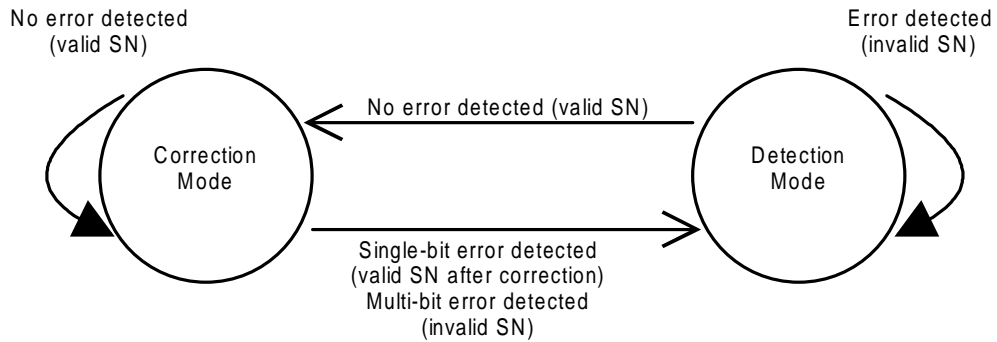 No error detected
(valid SN)
Error detected
(invalid SN)
No error detected (valid SN)
Correction
Mode
Detection
Mode
Single-bit error detected
(valid SN after correction)
Multi-bit error detected
(invalid SN)